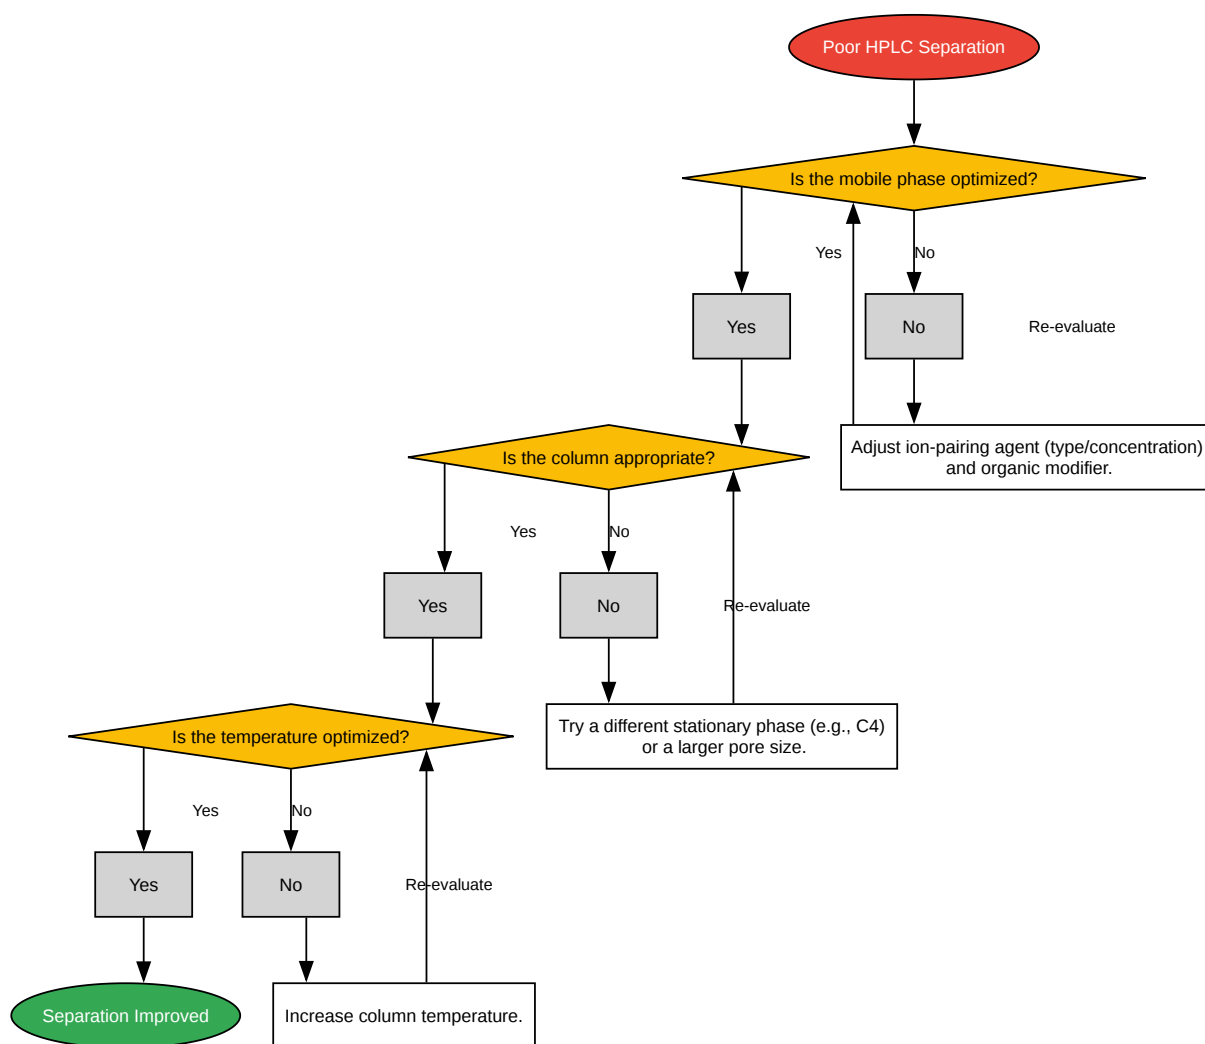 Poor HPLC Separation
Is the mobile phase optimized?
Yes
No
Yes
No
Re-evaluate
Adjust ion-pairing agent (type/concentration)
and organic modifier.
Is the column appropriate?
Yes
No
Yes
No
Re-evaluate
Try a different stationary phase (e.g., C4)
or a larger pore size.
Is the temperature optimized?
Yes
No
Yes
No
Re-evaluate
Separation Improved
Increase column temperature.